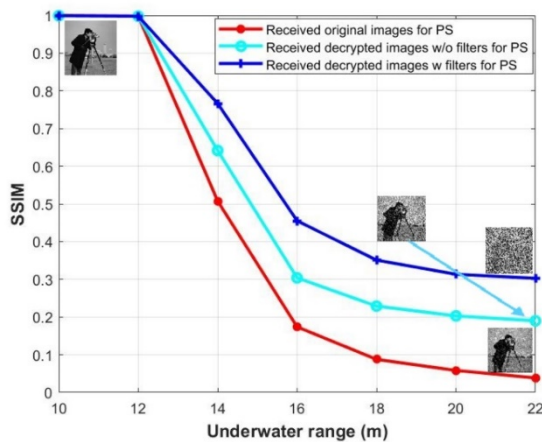 Received original images for PS
Received decrypted images w/o filters for PS
Received decrypted images w filters for PS
1
0.9
0.8
0.7
0.6
0.5
0.4
0.3
0.2
0.1
0
SSIM
10 12 14 16 18 20 22
Underwater range (m)